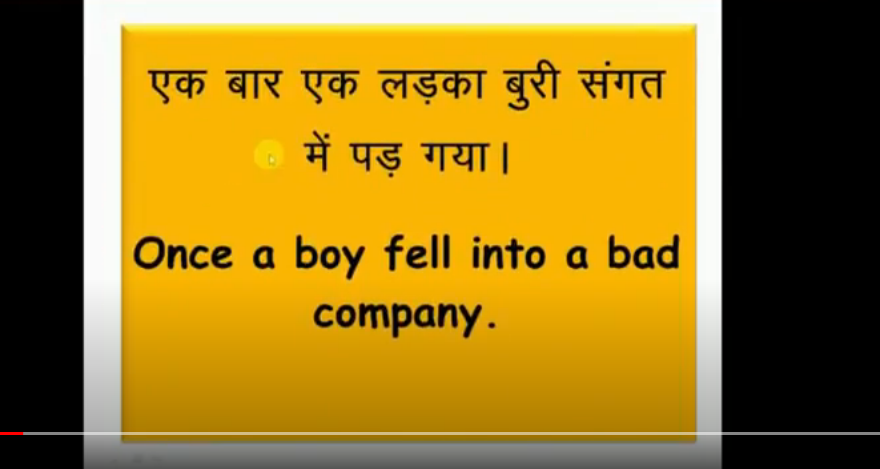 एक बार एक लड़का बुरी संगत
में पड़ गया।
Once a boy fell into a bad
company.